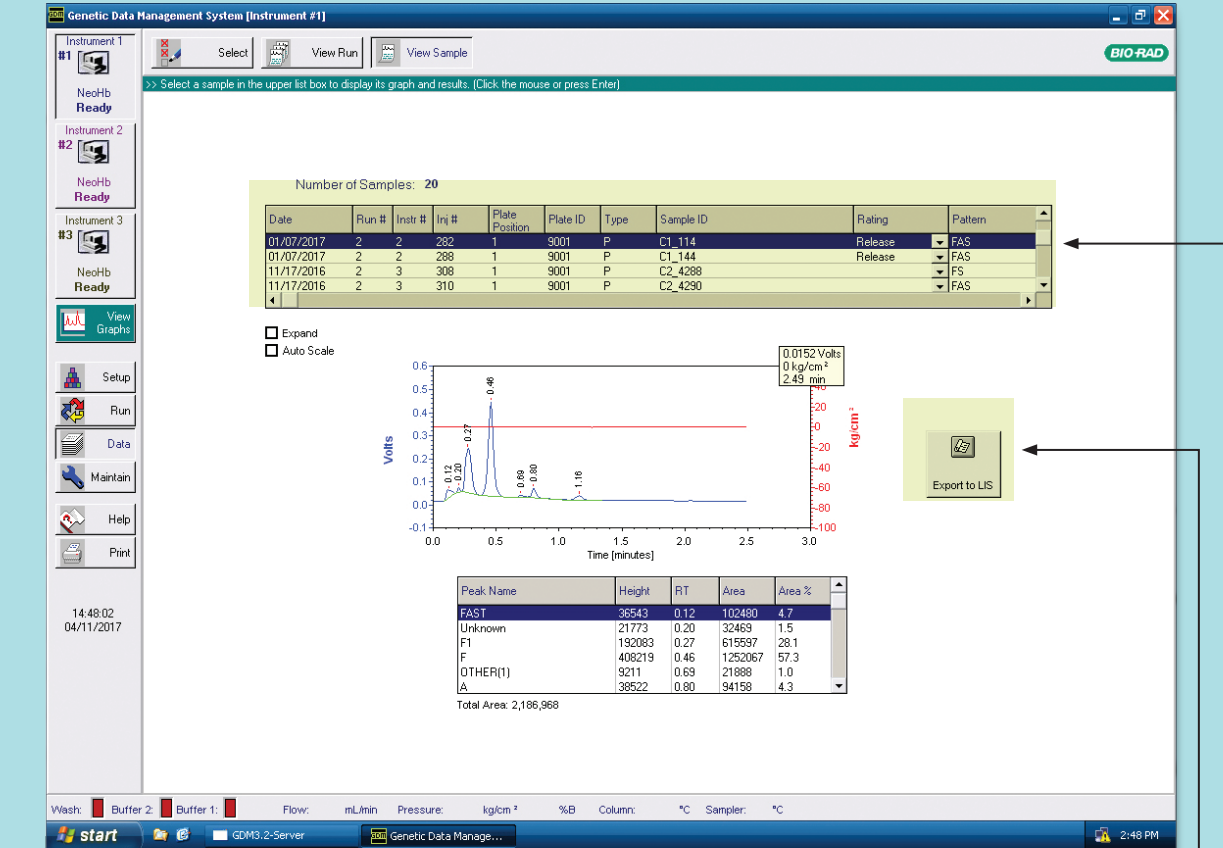 Genetic Data Management System [Instrument #1]
Instrument 1
#1
NeoHb
Ready
Instrument 2
#2
NeoHb
Ready
Instrument 3
#3
NeoHb
Ready
View Graphs
Setup
Run
Data
Maintain
Help
Print
14:48:02
04/11/2017
Select View Run View Sample BIO-RAD
>> Select a sample in the upper list box to display its graph and results. (Click the mouse or press Enter)
Number of Samples: 20
Date Run # Instr # Inj # Plate Position Plate ID Type Sample ID Rating Pattern
01/07/2017 2 2 282 1 9001 P C1_114 Release FAS
01/07/2017 2 2 288 1 9001 P C1_144 Release FAS
11/17/2016 2 3 308 1 9001 P C2_4288 FS
11/17/2016 2 3 310 1 9001 P C2_4290 FAS
Expand
Auto Scale
0.0152 Volts
0 kg/cm²
2.49 min
Volts
0.6
0.5
0.4
0.3
0.2
0.1
0.0
-0.1
0.12
0.20
0.27
0.46
0.69
0.80
1.16
40
20
0
-20
-40
-60
-80
-100
kg/cm²
0.0 0.5 1.0 1.5 2.0 2.5 3.0
Time [minutes]
Export to LIS
Peak Name Height RT Area Area %
FAST 36543 0.12 102480 4.7
Unknown 21773 0.20 32469 1.5
F1 192083 0.27 615597 28.1
F 408219 0.46 1252067 57.3
OTHER(1) 9211 0.69 21888 1.0
A 38522 0.80 94158 4.3
Total Area: 2,186,968
Wash: Buffer 2: Buffer 1: Flow: mL/min Pressure: kg/cm² %B Column: °C Sampler: °C
start GDM3.2-Server GDM Genetic Data Manage... 2:48 PM